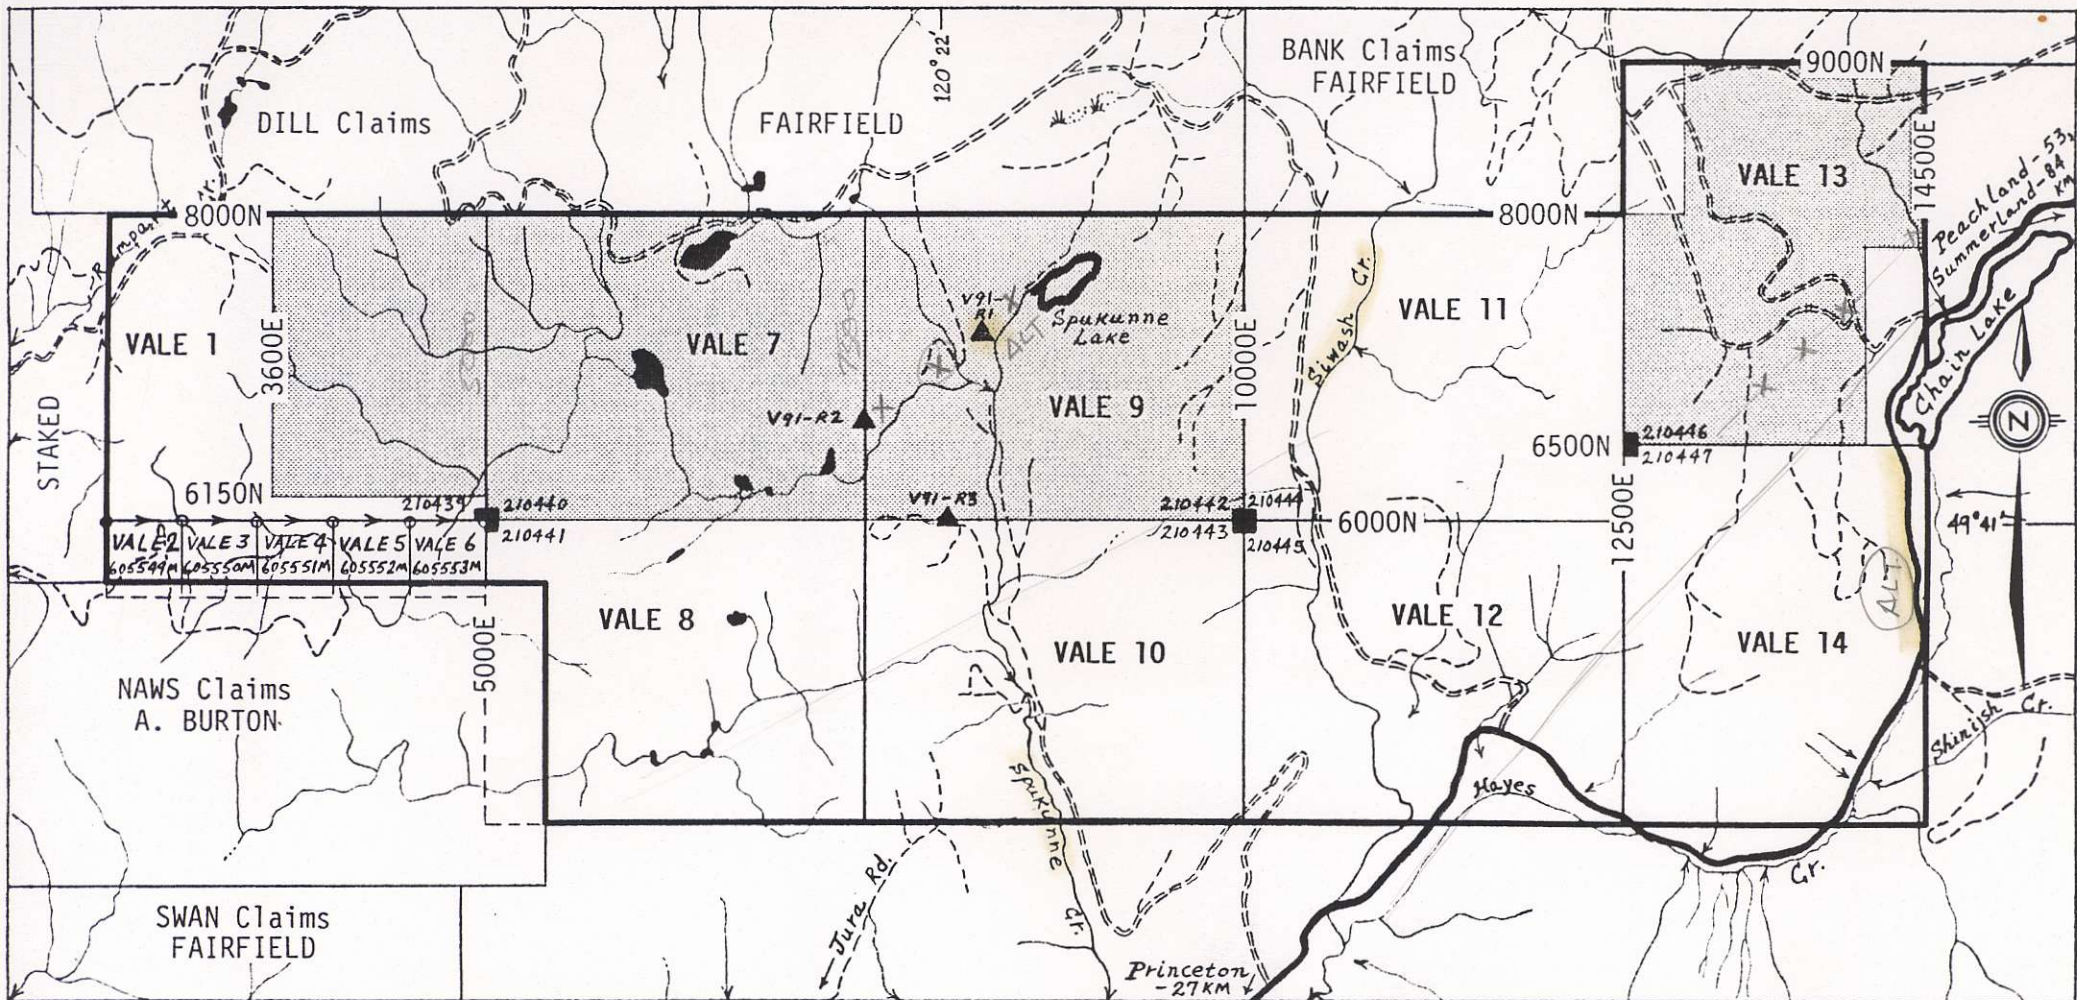 120°22'
BANK Claims
FAIRFIELD
9000N
DILL Claims
FAIRFIELD
14500E
VALE 13
Peachland-53,
Summerland-84
KM
8000N
8000N
Rampart
VALE 1
3600E
5200
VALE 7
7550
V91-
R1
ALT
Spukunne
Lake
10000E
Siwash Cr.
VALE 11
Chain Lake
V91-R2
VALE 9
STAKED
6500N
210446
210447
6150N
210439
210440
210441
V91-R3
210442
210444
210443
210445
6000N
12500E
N
49°41'
VALE 2
VALE 3
VALE 4
VALE 5
VALE 6
605549M
605550M
605551M
605552M
605553M
ALT
VALE 8
VALE 10
VALE 12
VALE 14
5000E
NAWS Claims
A. BURTON
Shinish Cr.
Spukunne Cr.
Hayes Cr.
Jura Rd.
SWAN Claims
FAIRFIELD
Princeton
-27KM